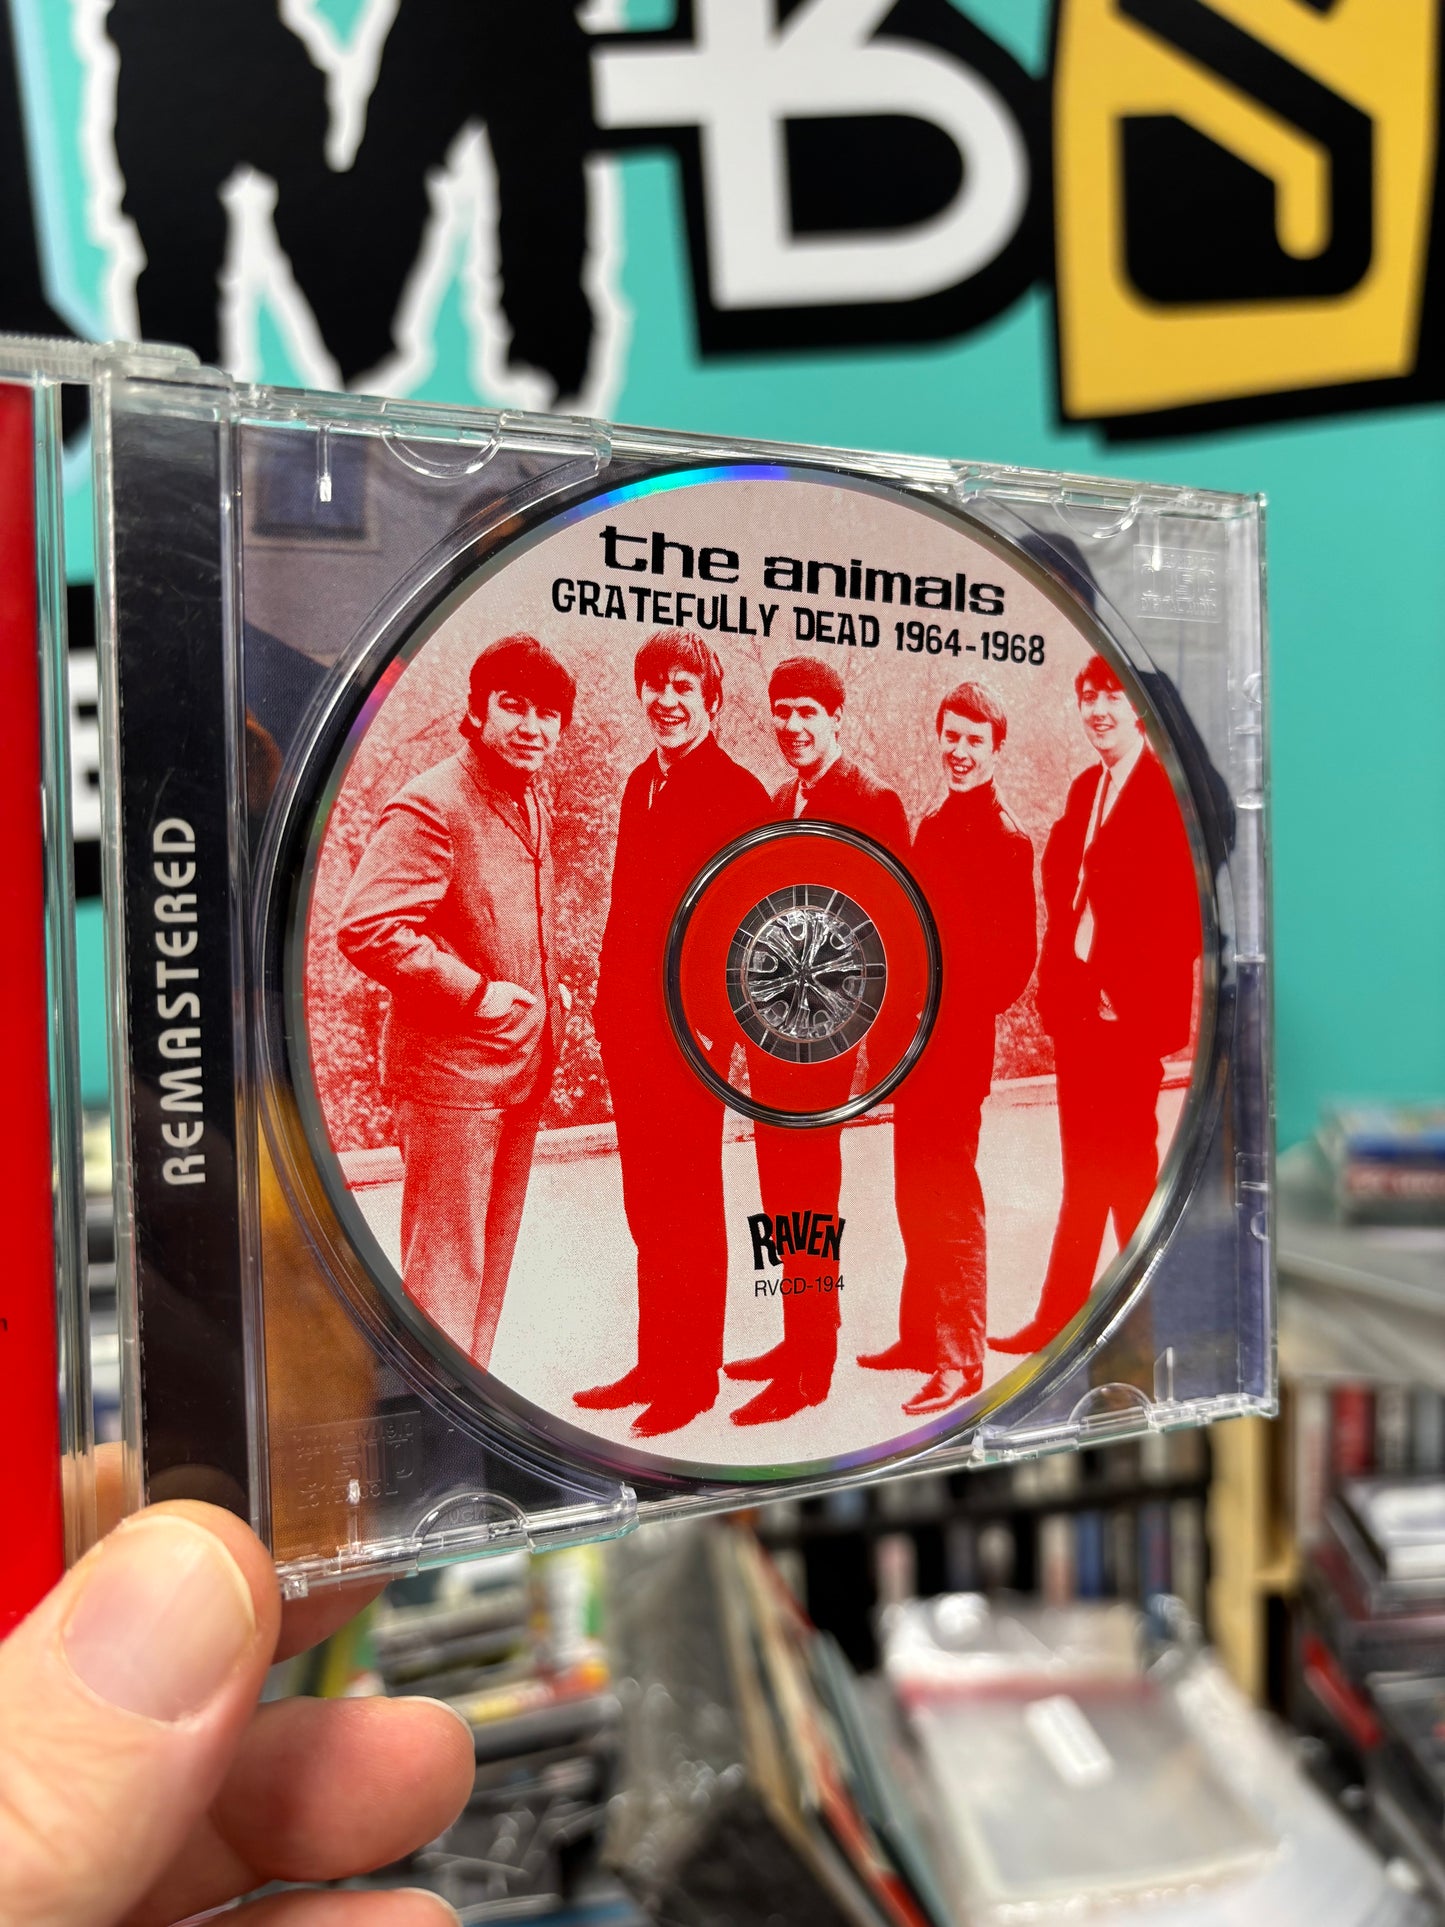 the animals
GRATEFULLY DEAD 1964-1968
REMASTERED
RAVEN
RVCD-194